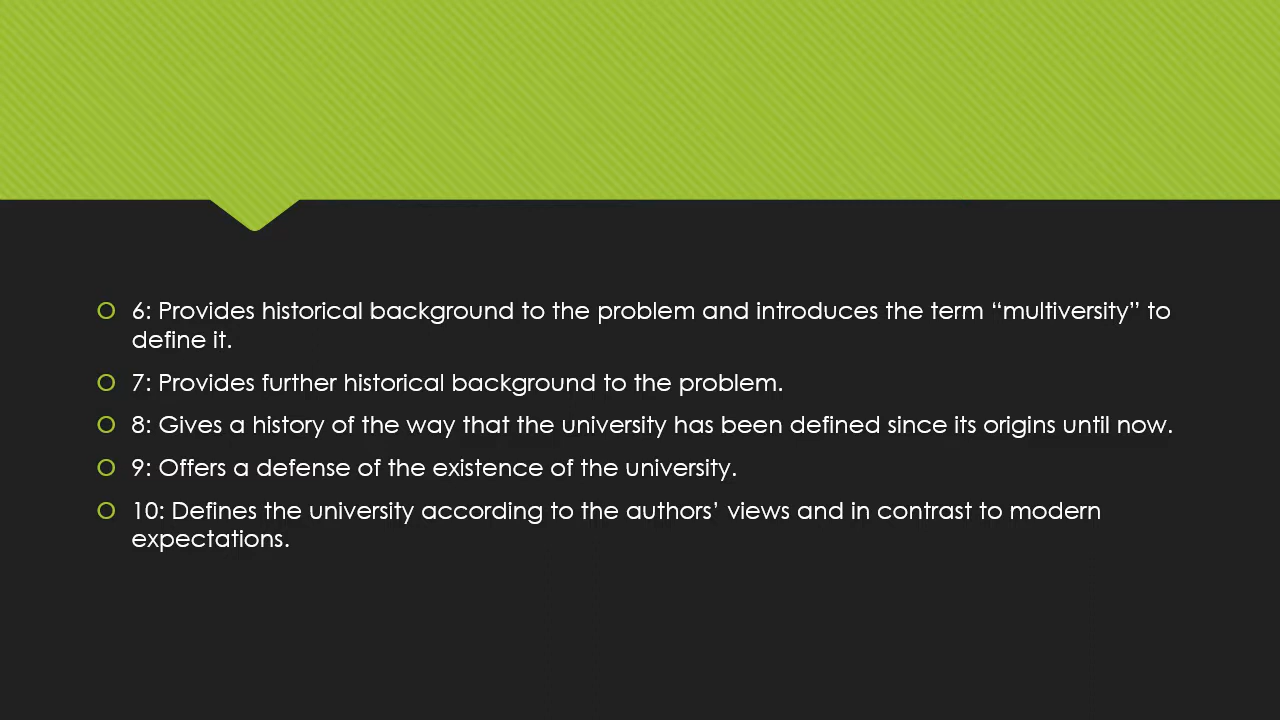 6: Provides historical background to the problem and introduces the term “multiversity” to
define it.
7: Provides further historical background to the problem.
8: Gives a history of the way that the university has been defined since its origins until now.
9: Offers a defense of the existence of the university.
10: Defines the university according to the authors’ views and in contrast to modern
expectations.